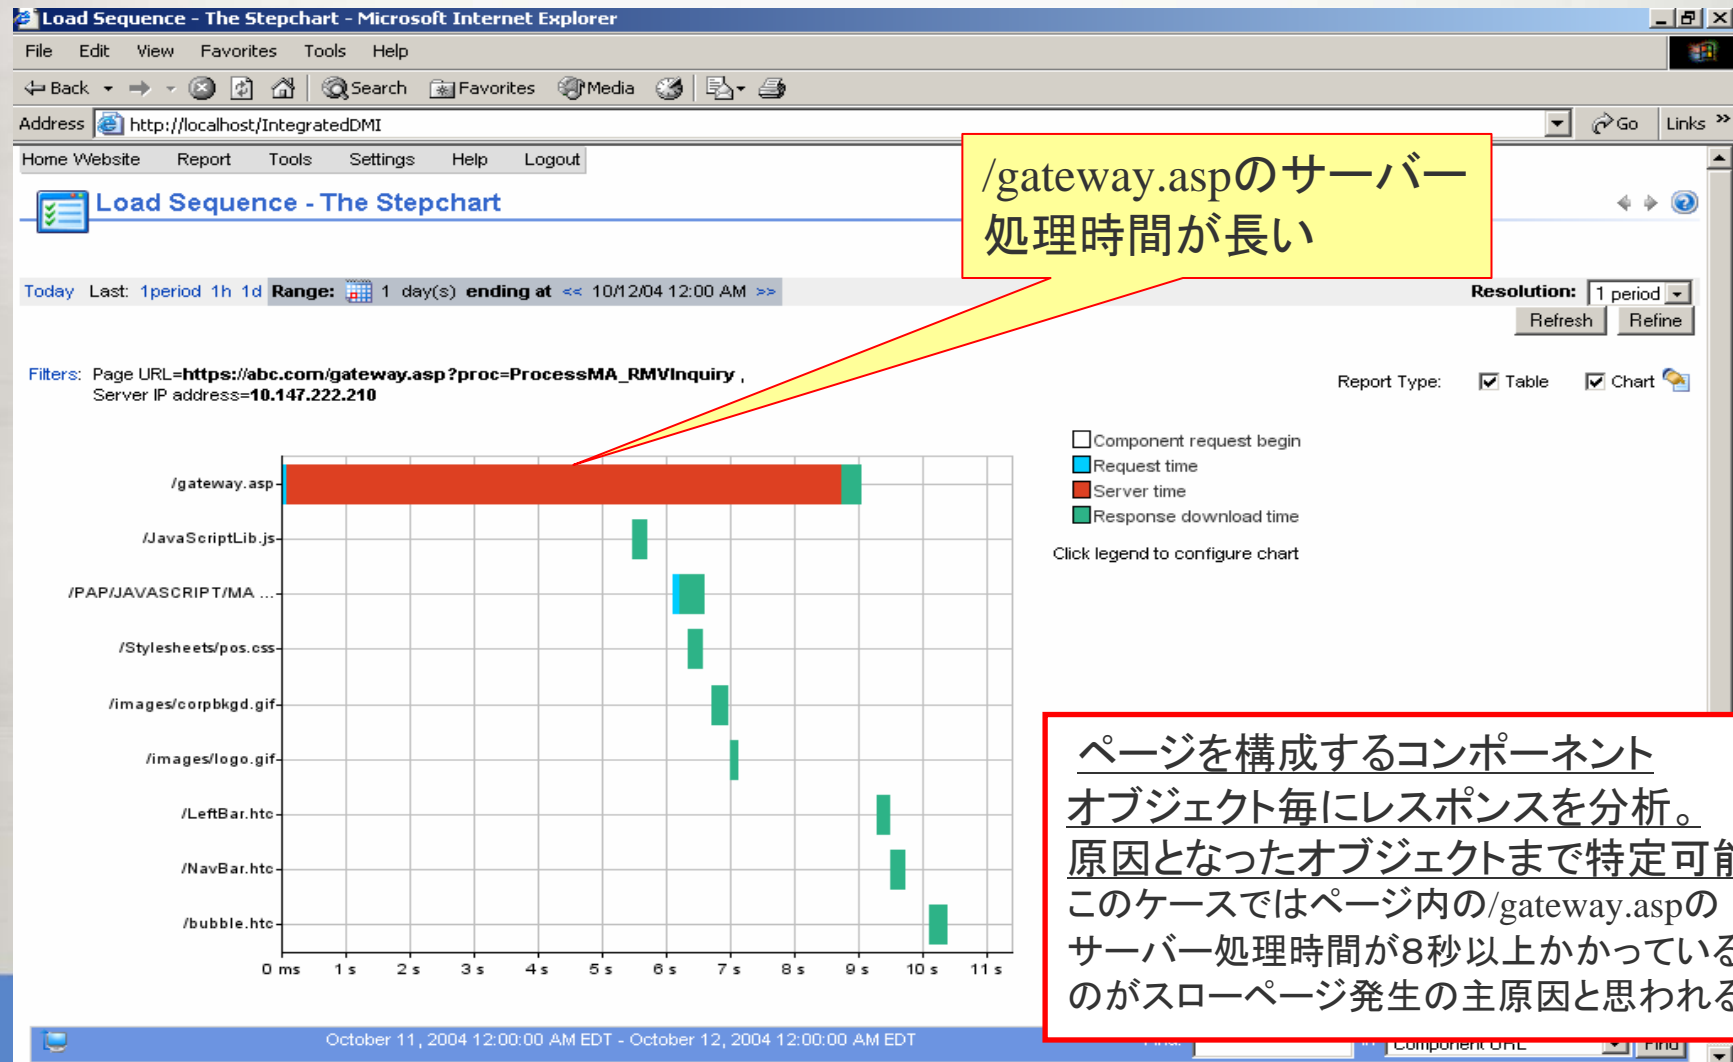 Load Sequence - The Stepchart - Microsoft Internet Explorer
File Edit View Favorites Tools Help
Back Search Favorites Media
Address http://localhost/IntegratedDMI Go Links »
Home Website Report Tools Settings Help Logout
Load Sequence - The Stepchart
/gateway.aspのサーバー
処理時間が長い
Today Last: 1period 1h 1d Range: 1 day(s) ending at << 10/12/04 12:00 AM >> Resolution: 1 period
Refresh Refine
Filters: Page URL=https://abc.com/gateway.asp?proc=ProcessMA_RMVInquiry ,
Server IP address=10.147.222.210
Report Type: Table Chart
Component request begin
Request time
Server time
Response download time
Click legend to configure chart
/gateway.asp
/JavaScriptLib.js
/PAP/JAVASCRIPT/MA ...
/Stylesheets/pos.css
/images/corpbkgd.gif
/images/logo.gif
/LeftBar.htc
/NavBar.htc
/bubble.htc
0 ms 1 s 2 s 3 s 4 s 5 s 6 s 7 s 8 s 9 s 10 s 11 s
ページを構成するコンポーネント
オブジェクト毎にレスポンスを分析。
原因となったオブジェクトまで特定可能
このケースではページ内の/gateway.aspの
サーバー処理時間が８秒以上かかっている
のがスローページ発生の主原因と思われる
October 11, 2004 12:00:00 AM EDT - October 12, 2004 12:00:00 AM EDT
Component URL Find